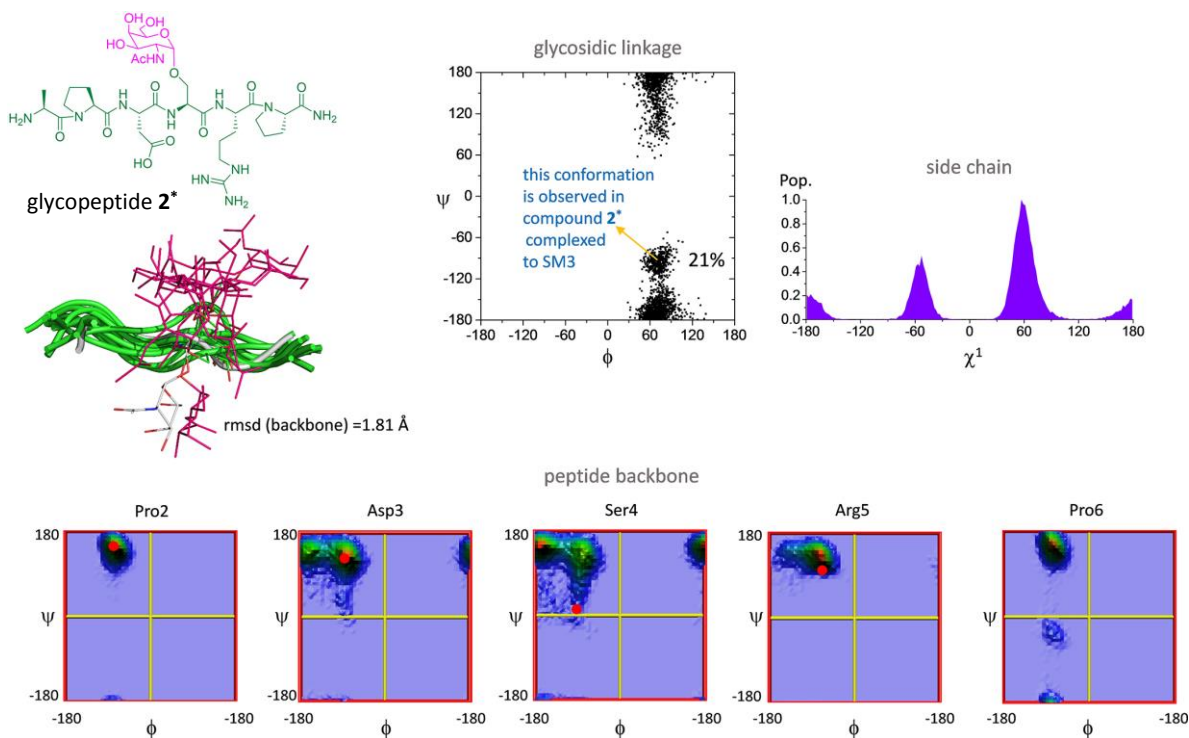 HO
OH
O
HO
AcHN
O
O
H
N
O
O
N
H
H
N
O
O
NH2
H2N
O
N
N
O
HO
NH
HN
NH2
glycopeptide 2*
rmsd (backbone) =1.81 Å
glycosidic linkage
180
120
60
ψ 0
-60
-120
-180
this conformation
is observed in
compound 2*
complexed
to SM3
21%
-180 -120 -60 0 60 120 180
ϕ
side chain
Pop.
1.0
0.8
0.6
0.4
0.2
0.0
-180 -120 -60 0 60 120 180
χ1
peptide backbone
Pro2 Asp3 Ser4 Arg5 Pro6
180 180 180 180 180
ψ ψ ψ ψ ψ
-180 -180 -180 -180 -180
-180 -180 -180 -180 -180 -180 -180 -180 -180 -180
ϕ ϕ ϕ ϕ ϕ